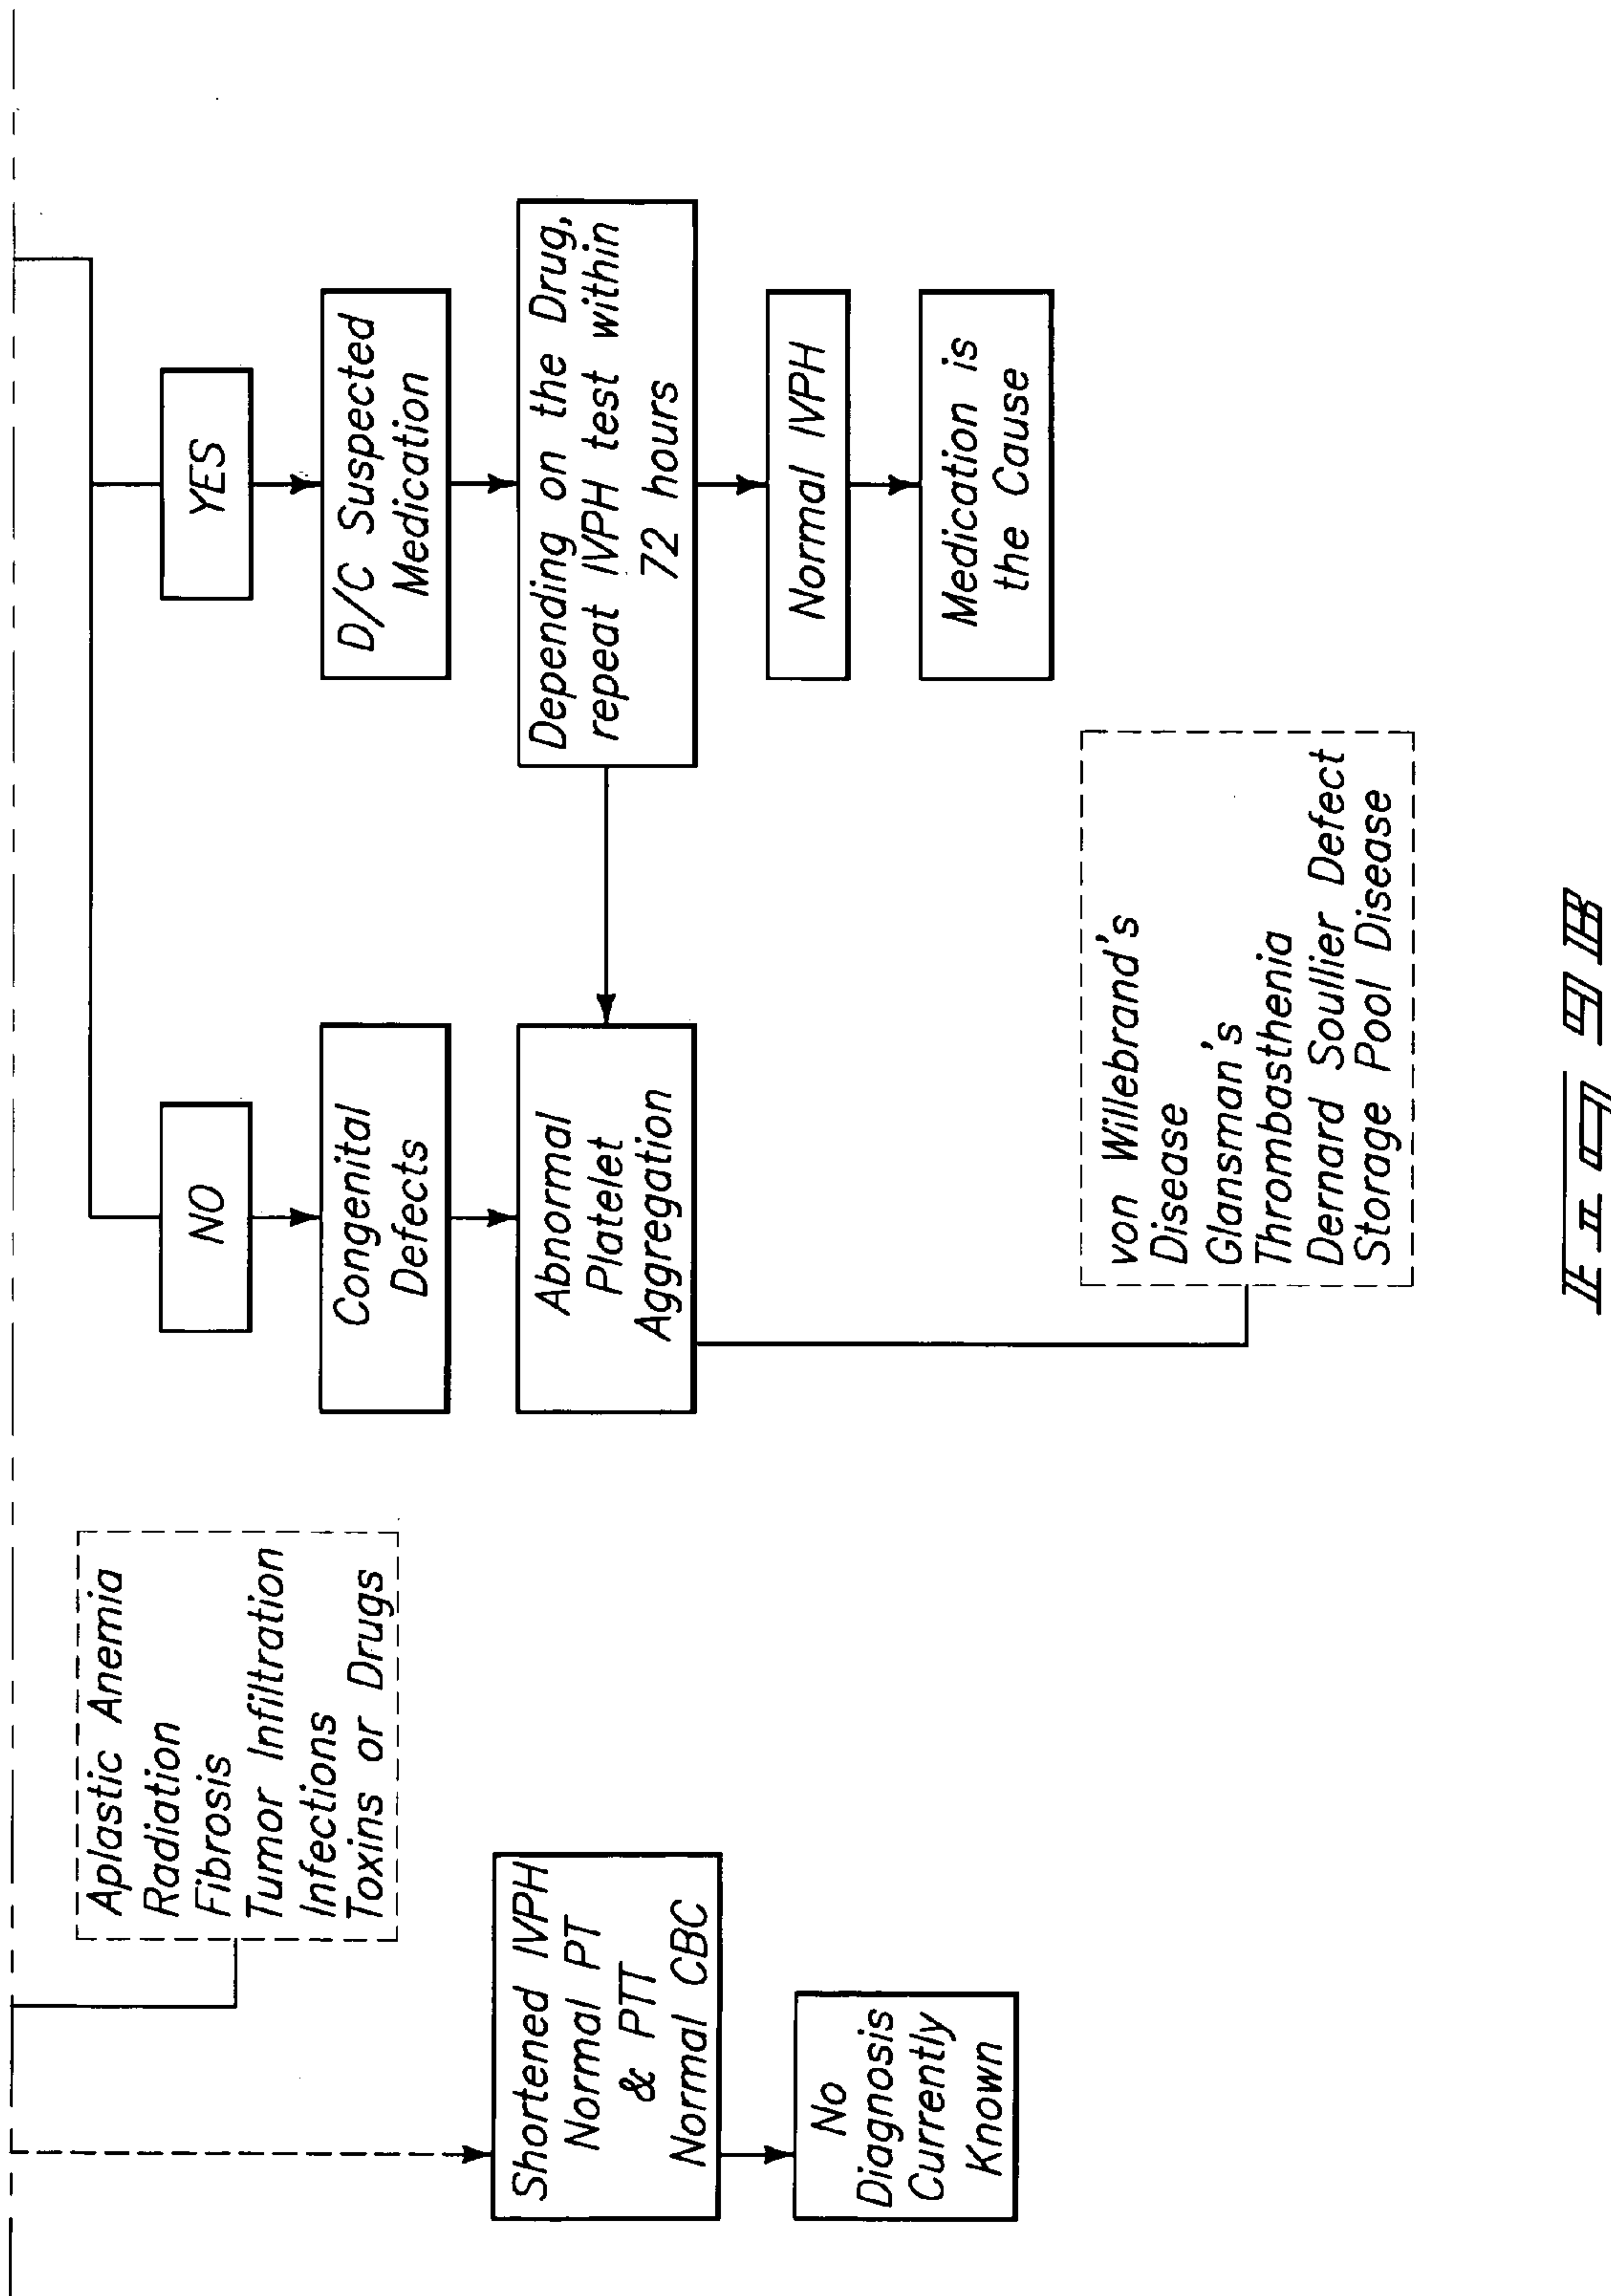 Aplastic Anemia
Radiation
Fibrosis
Tumor Infiltration
Infections
Toxins or Drugs
Shortened IVPH
Normal PT
& PTT
Normal CBC
No
Diagnosis
Currently
Known
NO
Congenital
Defects
Abnormal
Platelet
Aggregation
YES
D/C Suspected
Medication
Depending on the Drug,
repeat IVPH test within
72 hours
Normal IVPH
Medication is
the Cause
von Willebrand's
Disease
Glansman's
Thrombasthenia
Dernard Soullier Defect
Storage Pool Disease
FIG 9B